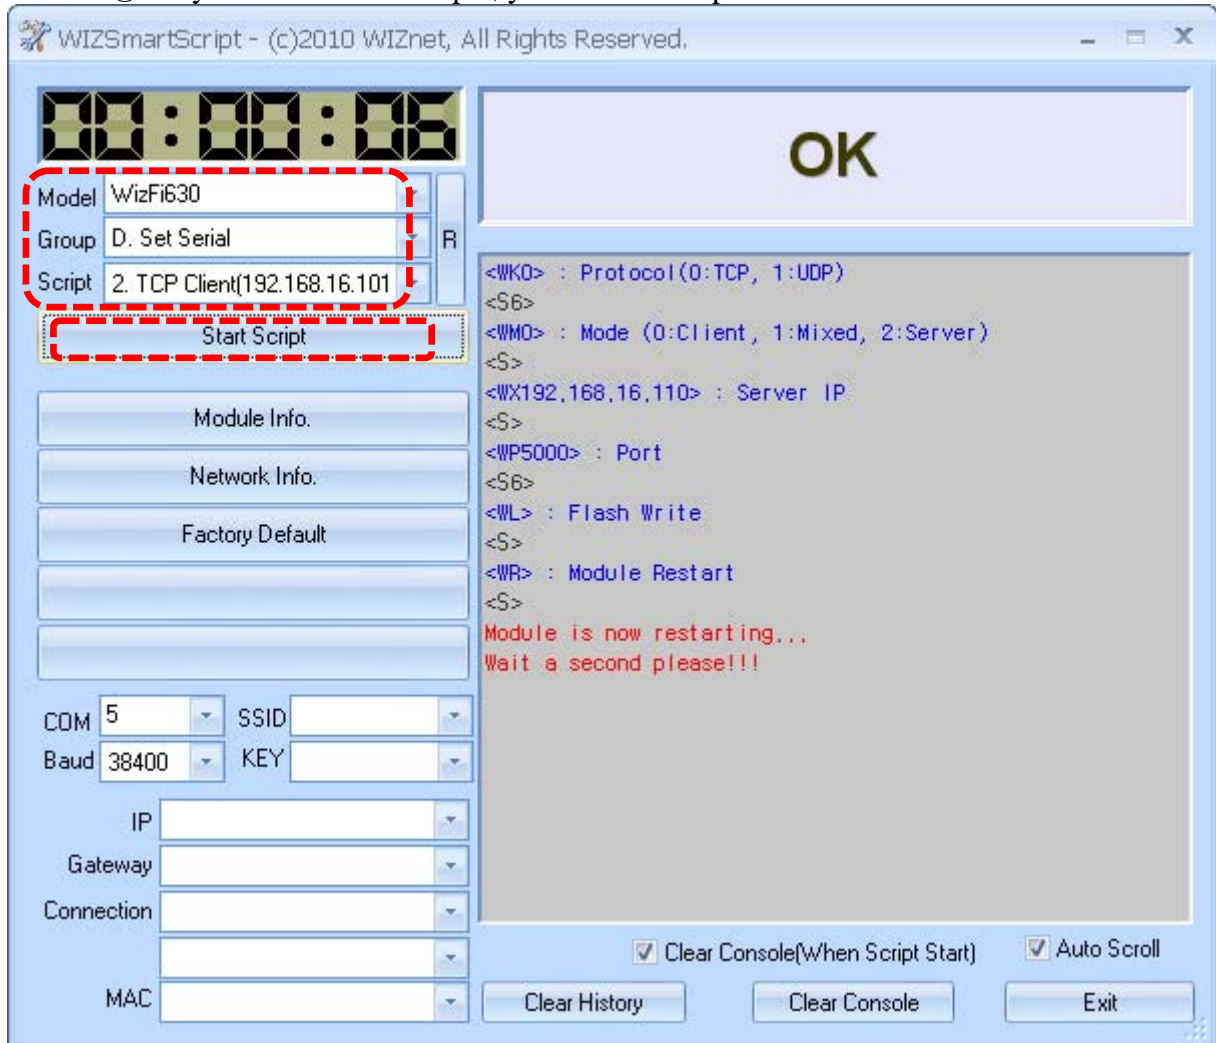 WIZSmartScript - (c)2010 WIZnet, All Rights Reserved.
00:00:06
OK
Model WizFi630
Group D. Set Serial
R
Script 2. TCP Client(192.168.16.101
Start Script
Module Info.
Network Info.
Factory Default
COM 5 SSID
Baud 38400 KEY
IP
Gateway
Connection
MAC
<WK0> : Protocol(0:TCP, 1:UDP)
<S6>
<WM0> : Mode (0:Client, 1:Mixed, 2:Server)
<S>
<WX192,168,16,110> : Server IP
<S>
<WP5000> : Port
<S6>
<WL> : Flash Write
<S>
<WR> : Module Restart
<S>
Module is now restarting...
Wait a second please!!!
Clear Console(When Script Start) Auto Scroll
Clear History Clear Console Exit